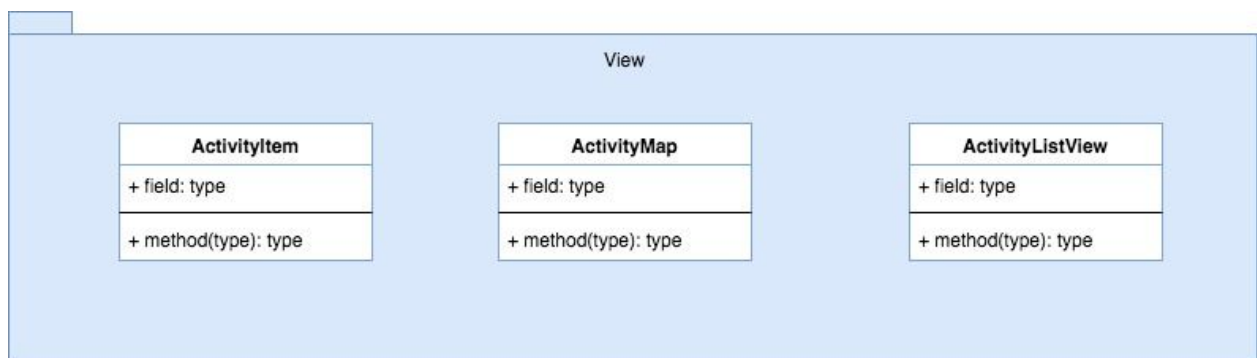 View
ActivityItem
+ field: type
+ method(type): type
ActivityMap
+ field: type
+ method(type): type
ActivityListView
+ field: type
+ method(type): type